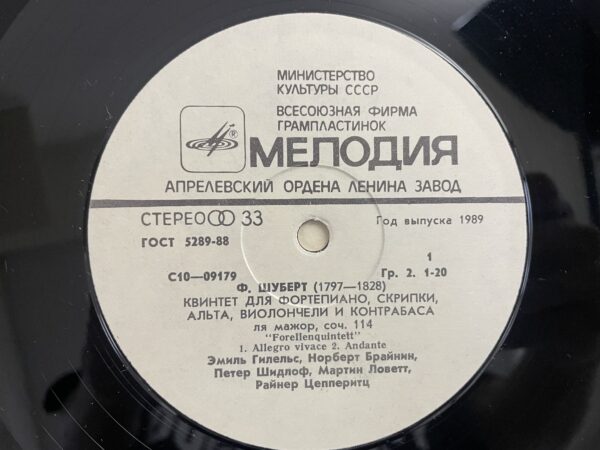 МИНИСТЕРСТВО
КУЛЬТУРЫ СССР
ВСЕСОЮЗНАЯ ФИРМА
ГРАМПЛАСТИНОК
®
МЕЛОДИЯ
АПРЕЛЕВСКИЙ ОРДЕНА ЛЕНИНА ЗАВОД
СТЕРЕО 33
Год выпуска 1989
ГОСТ 5289-88
1
С10—09179
Гр. 2. 1-20
Ф. ШУБЕРТ (1797—1828)
КВИНТЕТ ДЛЯ ФОРТЕПИАНО, СКРИПКИ,
АЛЬТА, ВИОЛОНЧЕЛИ И КОНТРАБАСА
ля мажор, соч. 114
"Forellenquintett"
1. Allegro vivace 2. Andante
Эмиль Гилельс, Норберт Брайнин,
Петер Шидлоф, Мартин Ловетт,
Райнер Цепперитц